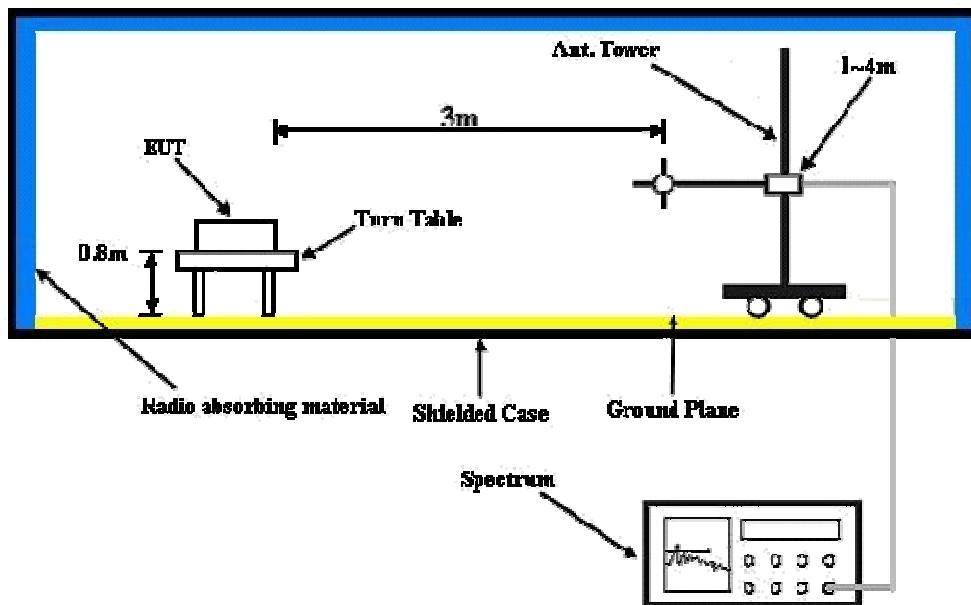 Ant. Tower
1~4m
3m
EUT
Turn Table
0.8m
Radio absorbing material
Shielded Case
Ground Plane
Spectrum